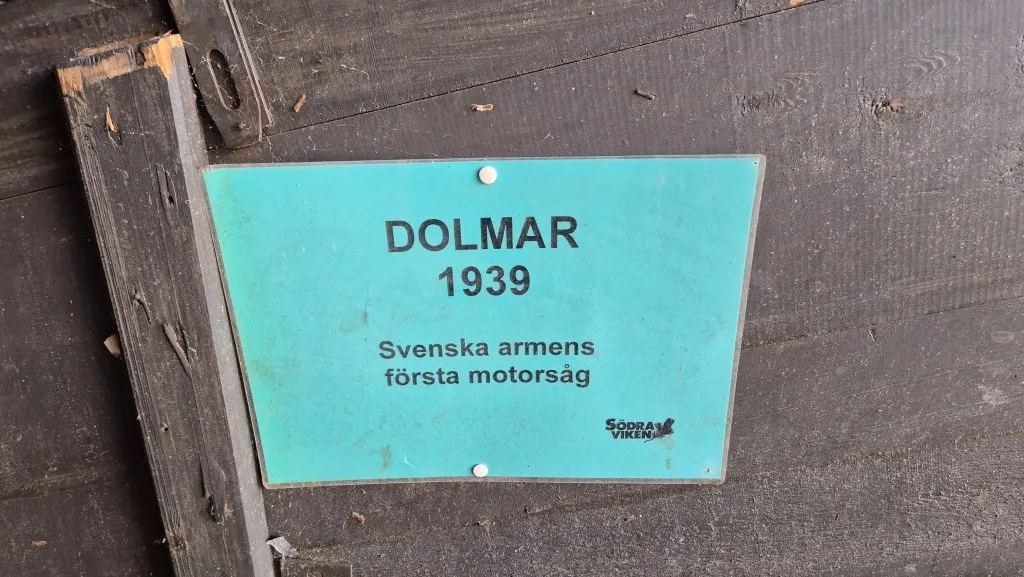 DOLMAR
1939
Svenska armens
första motorsåg
SÖDRA
VIKEN